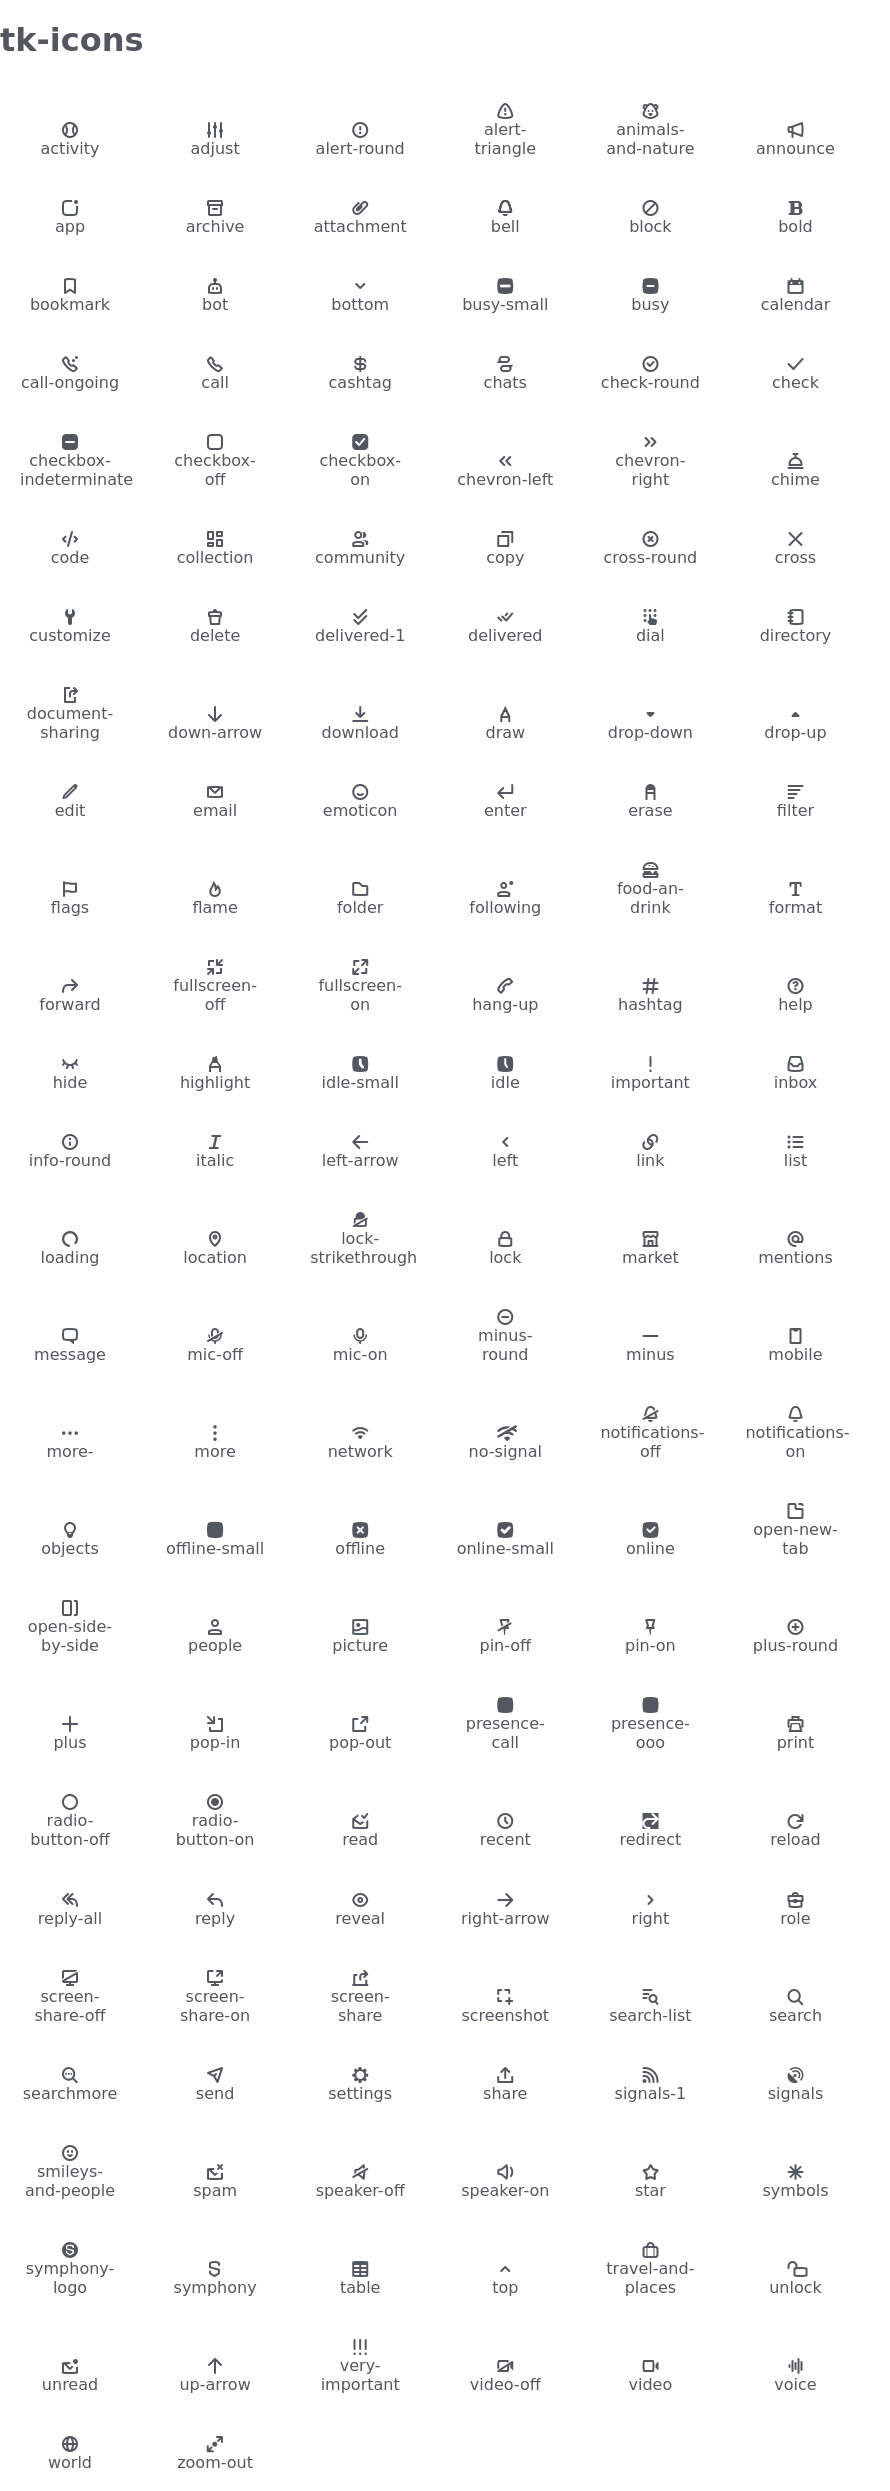 tk-icons
alert-
animals-
activity
adjust
alert-round
triangle
and-nature
announce
app
archive
attachment
bell
block
bold
bookmark
bot
bottom
busy-small
busy
calendar
call-ongoing
call
cashtag
chats
check-round
check
checkbox-
checkbox-
checkbox-
chevron-
indeterminate
off
on
chevron-left
right
chime
code
collection
community
copy
cross-round
cross
customize
delete
delivered-1
delivered
dial
directory
document-
sharing
down-arrow
download
draw
drop-down
drop-up
edit
email
emoticon
enter
erase
filter
food-an-
flags
flame
folder
following
drink
format
fullscreen-
fullscreen-
forward
off
on
hang-up
hashtag
help
hide
highlight
idle-small
idle
important
inbox
info-round
italic
left-arrow
left
link
list
lock-
loading
location
strikethrough
lock
market
mentions
minus-
message
mic-off
mic-on
round
minus
mobile
notifications-
notifications-
more-
more
network
no-signal
off
on
open-new-
objects
offline-small
offline
online-small
online
tab
open-side-
by-side
people
picture
pin-off
pin-on
plus-round
presence-
presence-
plus
pop-in
pop-out
call
ooo
print
radio-
radio-
button-off
button-on
read
recent
redirect
reload
reply-all
reply
reveal
right-arrow
right
role
screen-
screen-
screen-
share-off
share-on
share
screenshot
search-list
search
searchmore
send
settings
share
signals-1
signals
smileys-
and-people
spam
speaker-off
speaker-on
star
symbols
symphony-
travel-and-
logo
symphony
table
top
places
unlock
very-
unread
up-arrow
important
video-off
video
voice
world
zoom-out